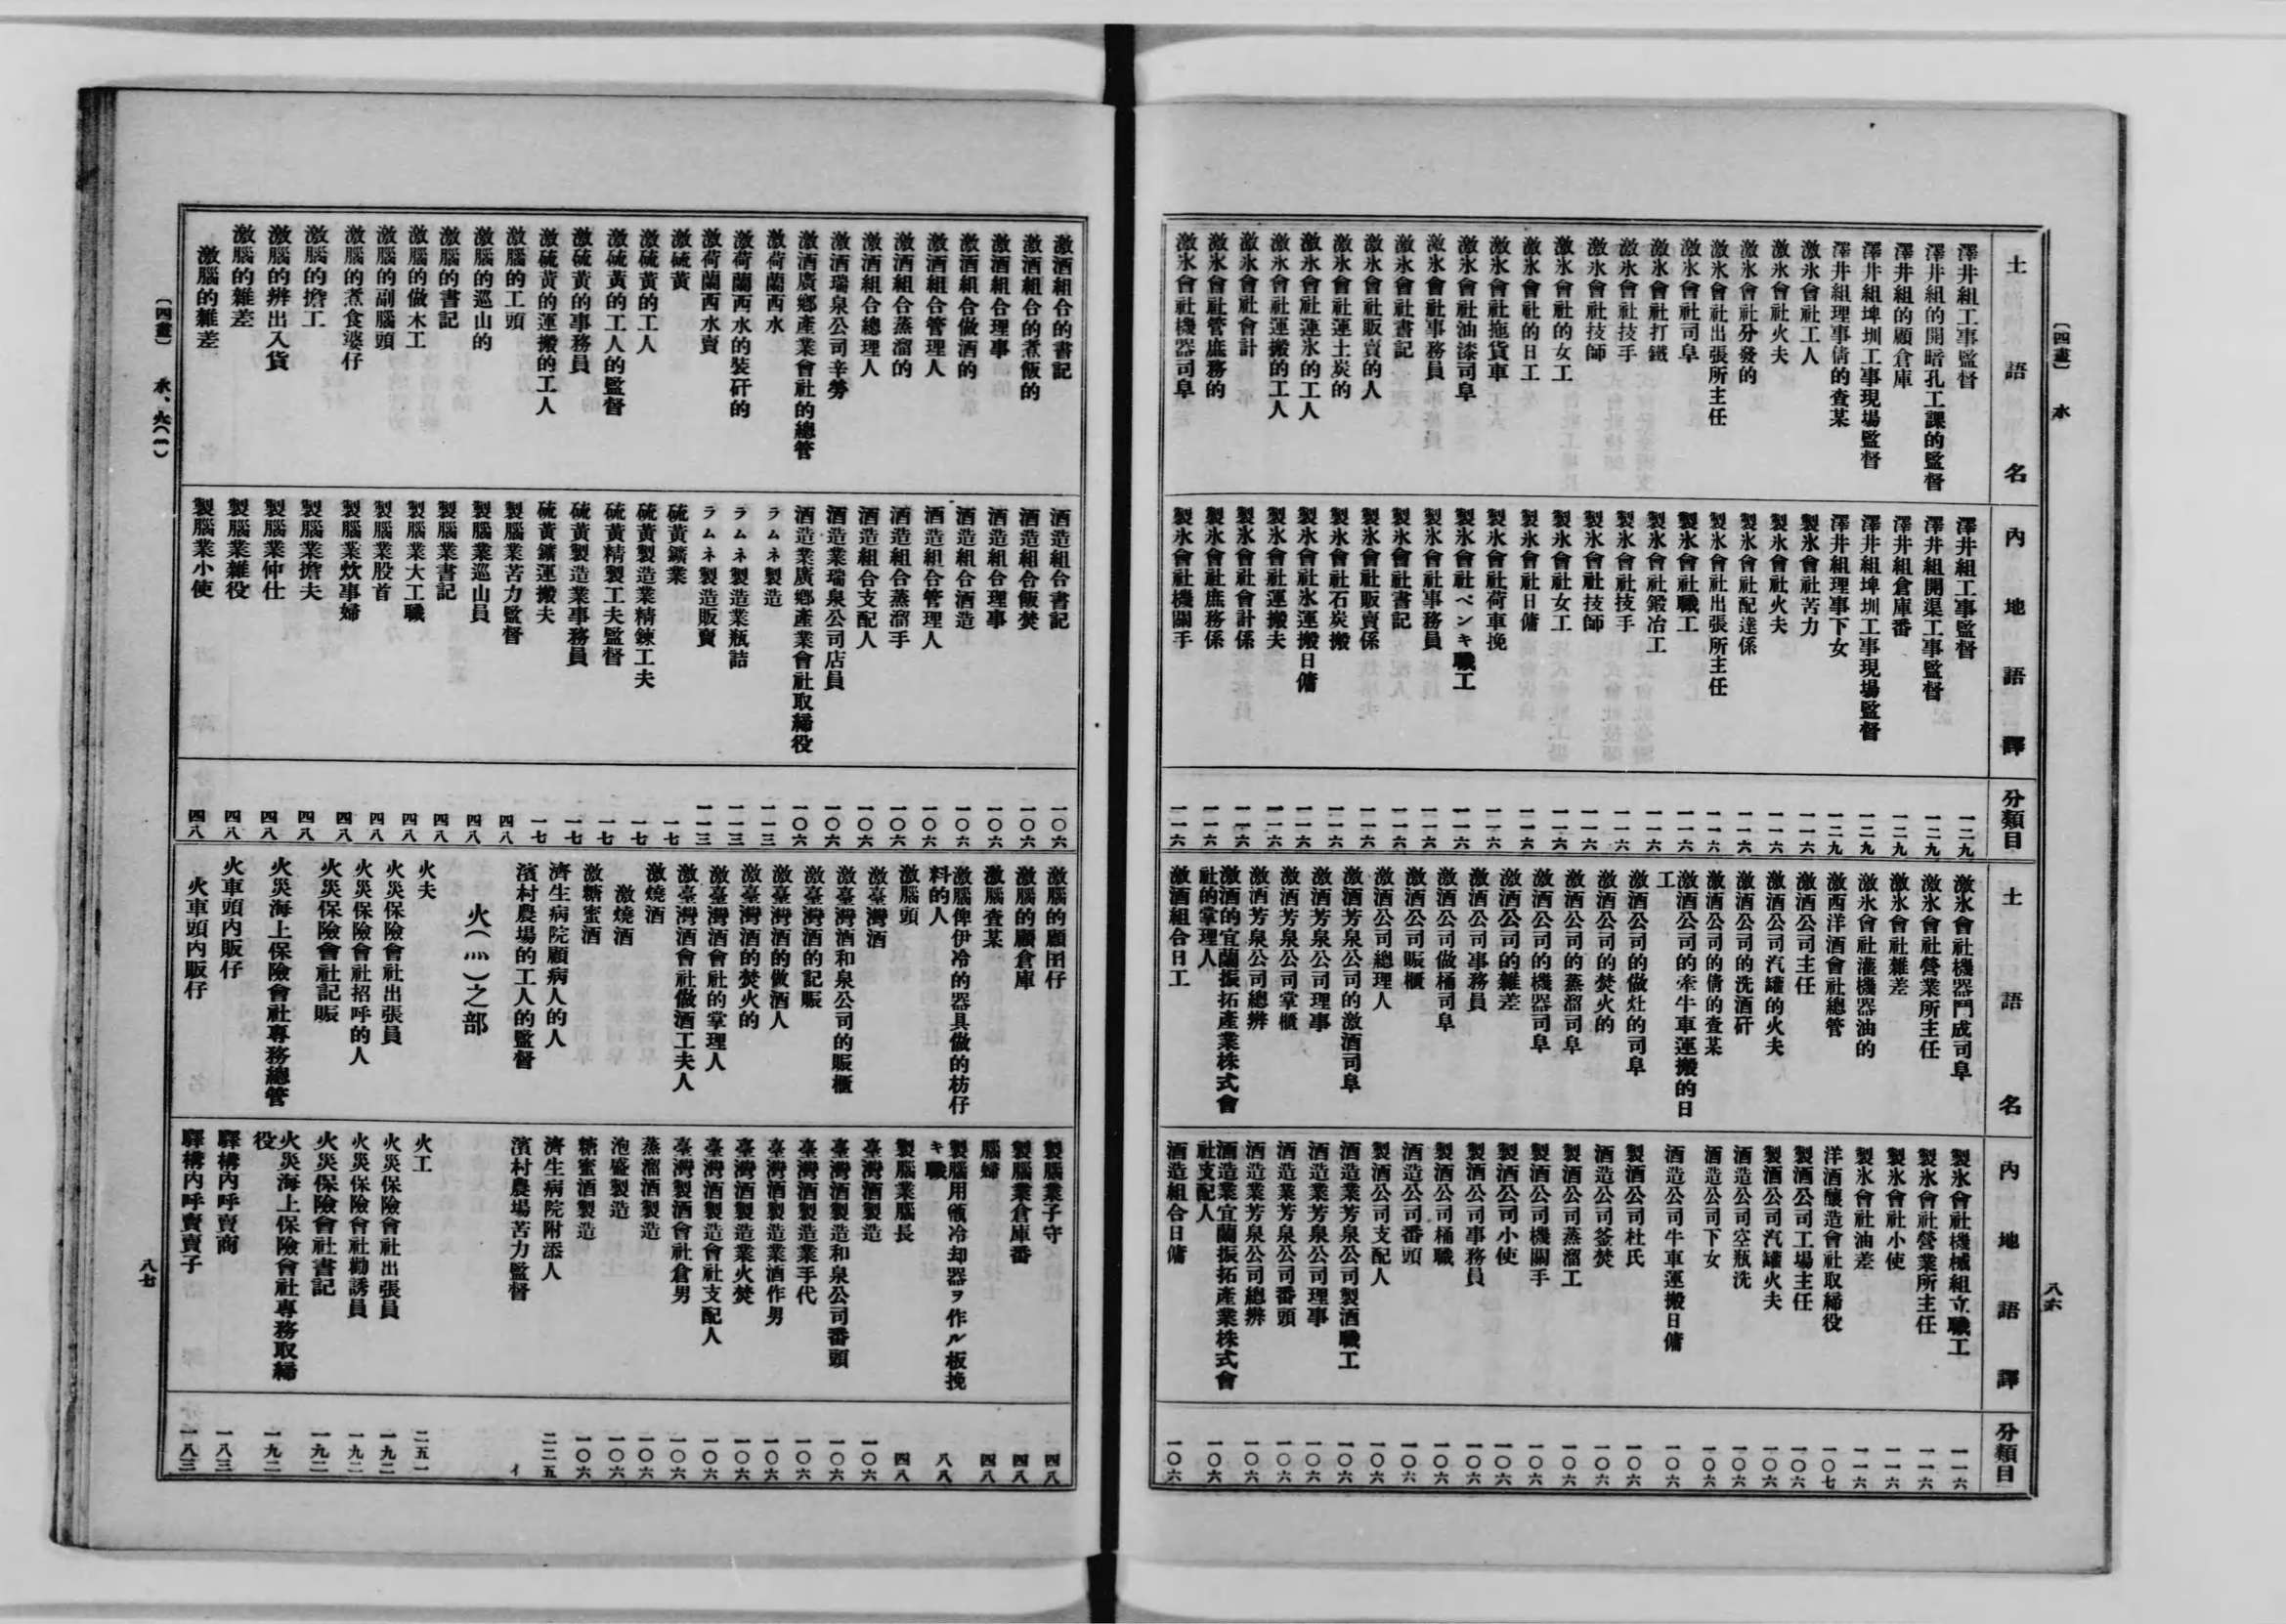 〔四畫〕 水
八六
土語名
內地語譯
分類目
澤井組工事監督 澤井組工事監督 一二九
澤井組的開暗孔工課的監督 澤井組開渠工事監督 一二九
澤井組的顧倉庫 澤井組倉庫番 一二九
澤井組埤圳工事現場監督 澤井組埤圳工事現場監督 一二九
澤井組理事倩的查某 澤井組理事下女 一二九
激氷會社工人 製氷會社苦力 一一六
激氷會社火夫 製氷會社火夫 一一六
激氷會社分發的 製氷會社配達係 一一六
激氷會社出張所主任 製氷會社出張所主任 一一六
激氷會社司阜 製氷會社職工 一一六
激氷會社打鐵 製氷會社鍛冶工 一一六
激氷會社技手 製氷會社技手 一一六
激氷會社技師 製氷會社技師 一一六
激氷會社的女工 製氷會社女工 一一六
激氷會社的日工 製氷會社日傭 一一六
激氷會社拖貨車 製氷會社荷車挽 一一六
激氷會社油漆司阜 製氷會社ペンキ職工 一一六
激氷會社事務員 製氷會社事務員 一一六
激氷會社書記 製氷會社書記 一一六
激氷會社販賣的人 製氷會社販賣係 一一六
激氷會社運土炭的 製氷會社石炭搬 一一六
激氷會社運氷的工人 製氷會社氷運搬日傭 一一六
激氷會社運搬的工人 製氷會社運搬夫 一一六
激氷會社會計 製氷會社會計係 一一六
激氷會社管庶務的 製氷會社庶務係 一一六
激氷會社機器司阜 製氷會社機關手 一一六
土語名
內地語譯
分類目
激氷會社機器鬥成司阜 製氷會社機械組立職工 一一六
激氷會社營業所主任 製氷會社營業所主任 一一六
激氷會社雜差 製氷會社小使 一一六
激氷會社灌機器油的 製氷會社油差 一一六
激西洋酒會社總管 洋酒釀造會社取締役 一〇七
激酒公司主任 製酒公司工場主任 一〇六
激酒公司汽罐的火夫 製酒公司汽罐火夫 一〇六
激酒公司的洗酒矸 酒造公司空瓶洗 一〇六
激酒公司的倩的查某 酒造公司下女 一〇六
激酒公司的牽牛車運搬的日工 酒造公司牛車運搬日傭 一〇六
激酒公司的做灶的司阜 製酒公司杜氏 一〇六
激酒公司的焚火的 酒造公司釜焚 一〇六
激酒公司的蒸溜司阜 製酒公司蒸溜工 一〇六
激酒公司的機器司阜 製酒公司機關手 一〇六
激酒公司的雜差 製酒公司小使 一〇六
激酒公司事務員 製酒公司事務員 一〇六
激酒公司做桶司阜 製酒公司桶職 一〇六
激酒公司賬櫃 酒造公司番頭 一〇六
激酒公司總理人 製酒公司支配人 一〇六
激酒芳泉公司的激酒司阜 酒造業芳泉公司製酒職工 一〇六
激酒芳泉公司理事 酒造業芳泉公司理事 一〇六
激酒芳泉公司掌櫃 酒造業芳泉公司番頭 一〇六
激酒芳泉公司總辨 酒造業芳泉公司總辨 一〇六
激酒的宜蘭振拓產業株式會社的掌理人 酒造業宜蘭振拓產業株式會社支配人 一〇六
激酒組合日工 酒造組合日傭 一〇六
〔四畫〕 水、火(一)
八七
激酒組合的書記 酒造組合書記 一〇六
激酒組合的煮飯的 酒造組合飯焚 一〇六
激酒組合理事 酒造組合理事 一〇六
激酒組合做酒的 酒造組合酒造 一〇六
激酒組合管理人 酒造組合管理人 一〇六
激酒組合蒸溜的 酒造組合蒸溜手 一〇六
激酒組合總理人 酒造組合支配人 一〇六
激酒瑞泉公司辛勞 酒造業瑞泉公司店員 一〇六
激酒廣鄉產業會社的總管 酒造業廣鄉產業會社取締役 一〇六
激荷蘭西水 ラムネ製造 一一三
激荷蘭西水的裝矸的 ラムネ製造業瓶詰 一一三
激荷蘭西水賣 ラムネ製造販賣 一一三
激硫黃 硫黃鑛業 一七
激硫黃的工人 硫黃製造業精鍊工夫 一七
激硫黃的工人的監督 硫黃精製工夫監督 一七
激硫黃的事務員 硫黃製造業事務員 一七
激硫黃的運搬的工人 硫黃鑛運搬夫 一七
激腦的工頭 製腦業苦力監督 四八
激腦的巡山的 製腦業巡山員 四八
激腦的書記 製腦業書記 四八
激腦的做木工 製腦業大工職 四八
激腦的副腦頭 製腦業股首 四八
激腦的煮食婆仔 製腦業炊事婦 四八
激腦的擔工 製腦業擔夫 四八
激腦的辨出入貨 製腦業仲仕 四八
激腦的雜差 製腦業雜役 四八
激腦的雜差 製腦業小使 四八
激腦的顧囝仔 製腦業子守 四八
激腦的顧倉庫 製腦業倉庫番 四八
激腦查某 腦婦 四八
激腦俾伊冷的器具做的枋仔料的人 製腦用領冷却器ヲ作ル板挽キ職 八八
激腦頭 製腦業腦長 四八
激臺灣酒 臺灣酒製造 一〇六
激臺灣酒和泉公司的賬櫃 臺灣酒製造和泉公司番頭 一〇六
激臺灣酒的記賬 臺灣酒製造業手代 一〇六
激臺灣酒的做酒人 臺灣酒製造業酒作男 一〇六
激臺灣酒的焚火的 臺灣酒製造業火焚 一〇六
激臺灣酒會社的掌理人 臺灣酒製造會社支配人 一〇六
激臺灣酒會社做酒工夫人 臺灣製酒會社倉男 一〇六
激燒酒 蒸溜酒製造 一〇六
激燒酒 泡盛製造 一〇六
激糖蜜酒 糖蜜酒製造 一〇六
濟生病院顧病人的人 濟生病院附添人 二二五
濱村農場的工人的監督 濱村農場苦力監督 イ
火(灬)之部
火夫 火工 二五一
火災保險會社出張員 火災保險會社出張員 一九二
火災保險會社招呼的人 火災保險會社勸誘員 一九二
火災保險會社記賬 火災保險會社書記 一九二
火災海上保險會社專務總管 火災海上保險會社專務取締役 一九二
火車頭內販仔 驛構內呼賣商 一八三
火車頭內販仔 驛構內呼賣賣子 一八三